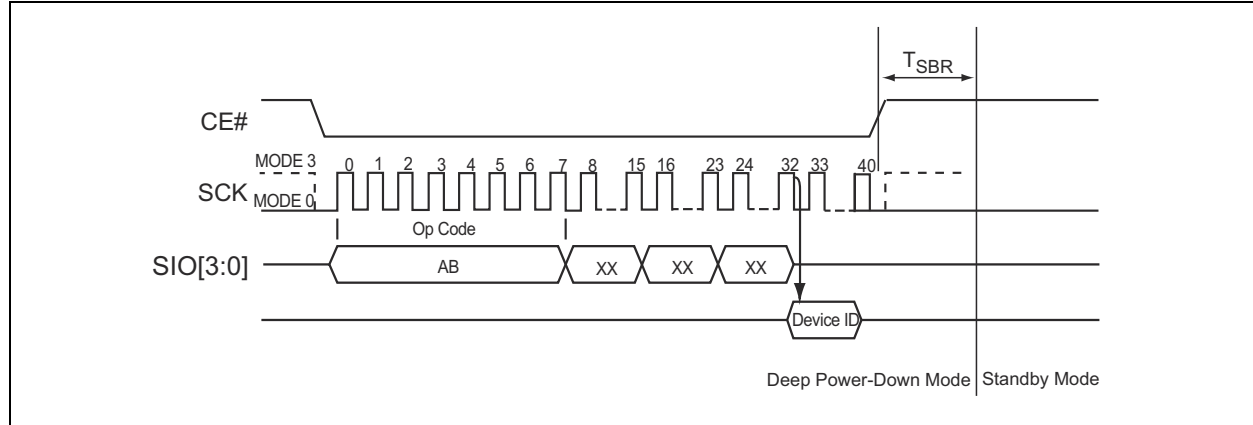 TSBR
CE#
MODE 3
0 1 2 3 4 5 6 7 8 15 16 23 24 32 33 40
SCK
MODE 0
Op Code
SIO[3:0]
AB XX XX XX
Device ID
Deep Power-Down Mode Standby Mode